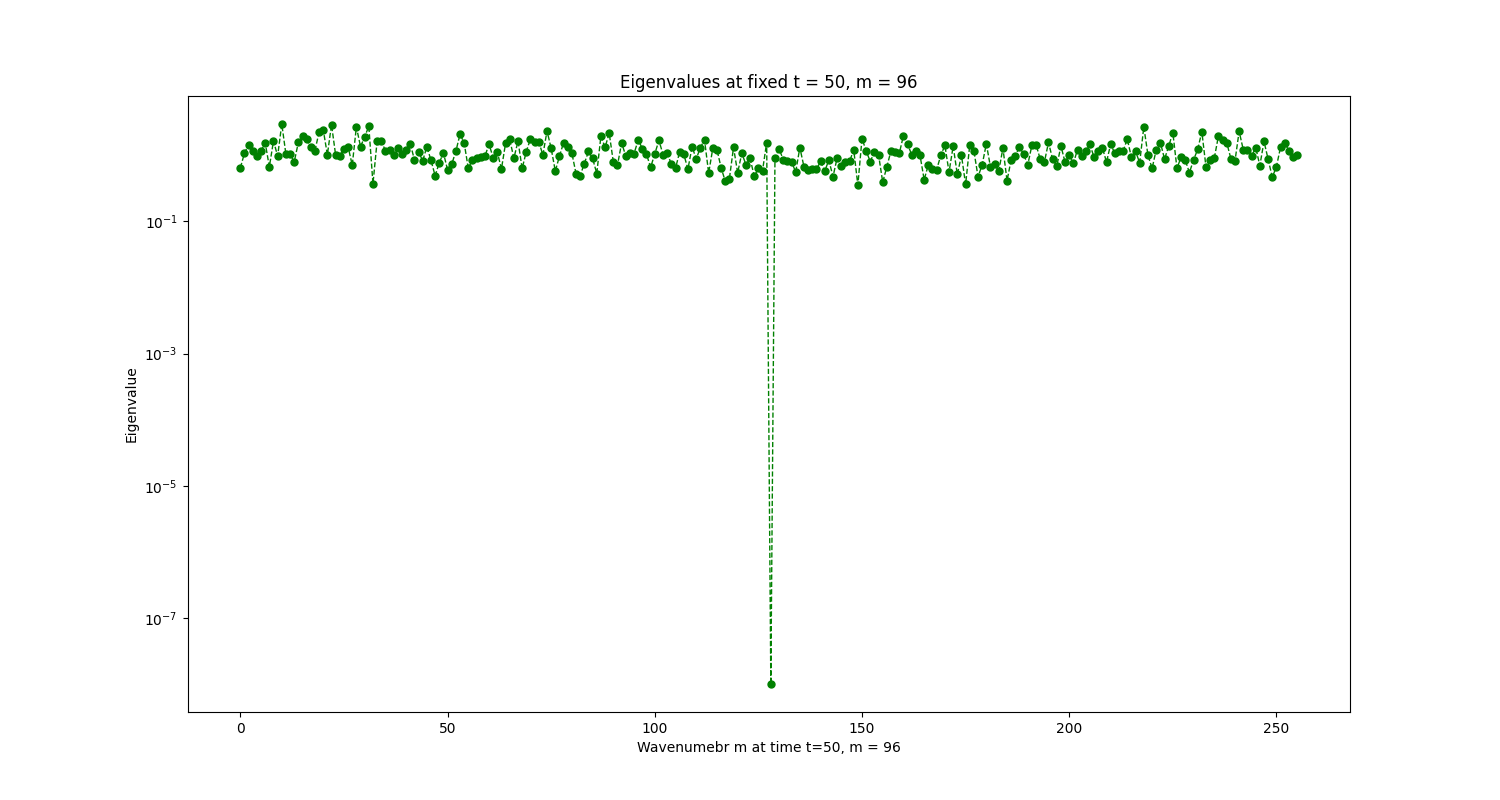 Eigenvalues at fixed t = 50, m = 96
Eigenvalue
10⁻¹
10⁻³
10⁻⁵
10⁻⁷
0 50 100 150 200 250
Wavenumebr m at time t=50, m = 96